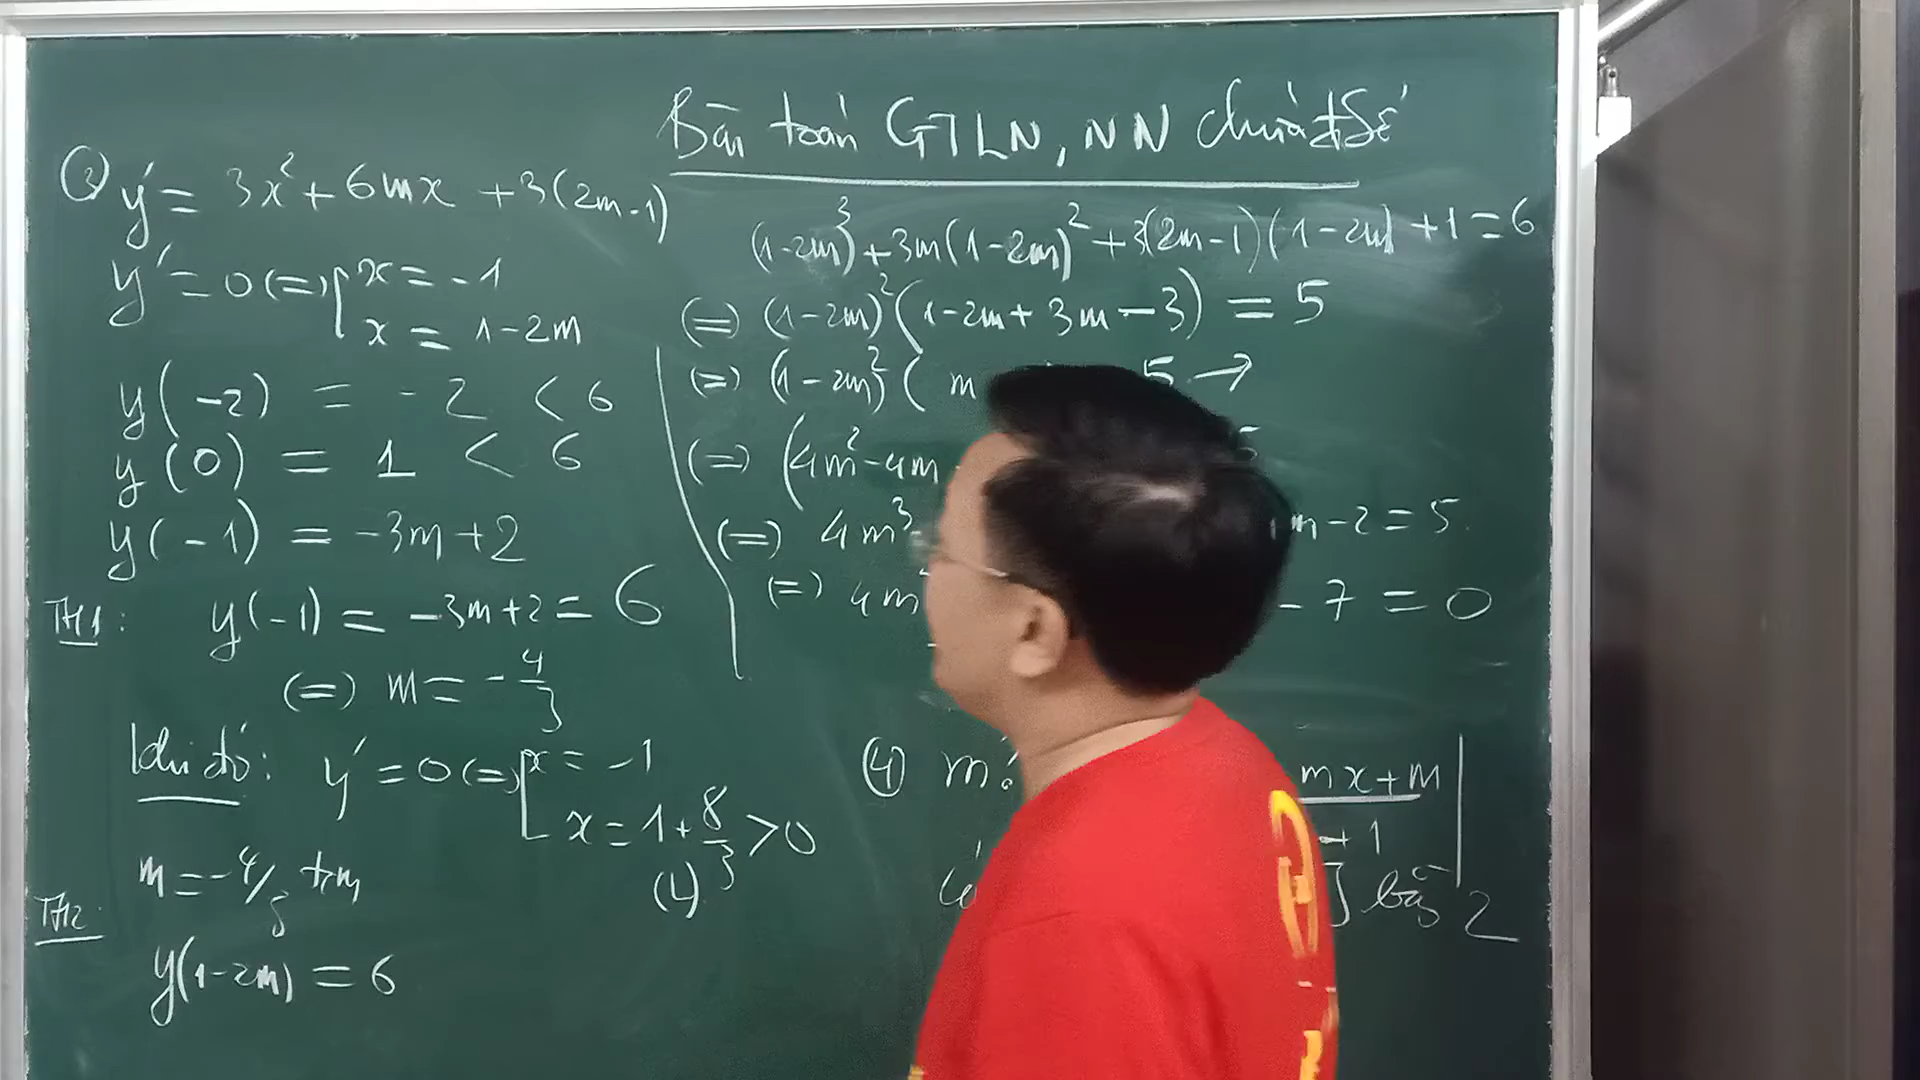 Bài toán GTLN, NN chứa t/Số
③ y' = 3x² + 6mx + 3(2m-1)
y' = 0 (=) [ x = -1
x = 1-2m
y(-2) = -2 < 6
y(0) = 1 < 6
y(-1) = -3m+2
TH1: y(-1) = -3m+2 = 6
(=) m = -4/3
khi đó: y' = 0 (=) [ x = -1
x = 1 + 8/3 > 0
(L)
m = -4/3 t/m
TH2:
y(1-2m) = 6
(1-2m)³ + 3m(1-2m)² + 3(2m-1)(1-2m) + 1 = 6
(=) (1-2m)² (1-2m + 3m - 3) = 5
(=) (1-2m)² ( m 5 →
(=) (4m² - 4m
(=) 4m³ m - 2 = 5
(=) 4m - 7 = 0
④ m? mx+m
+1
] bằng 2